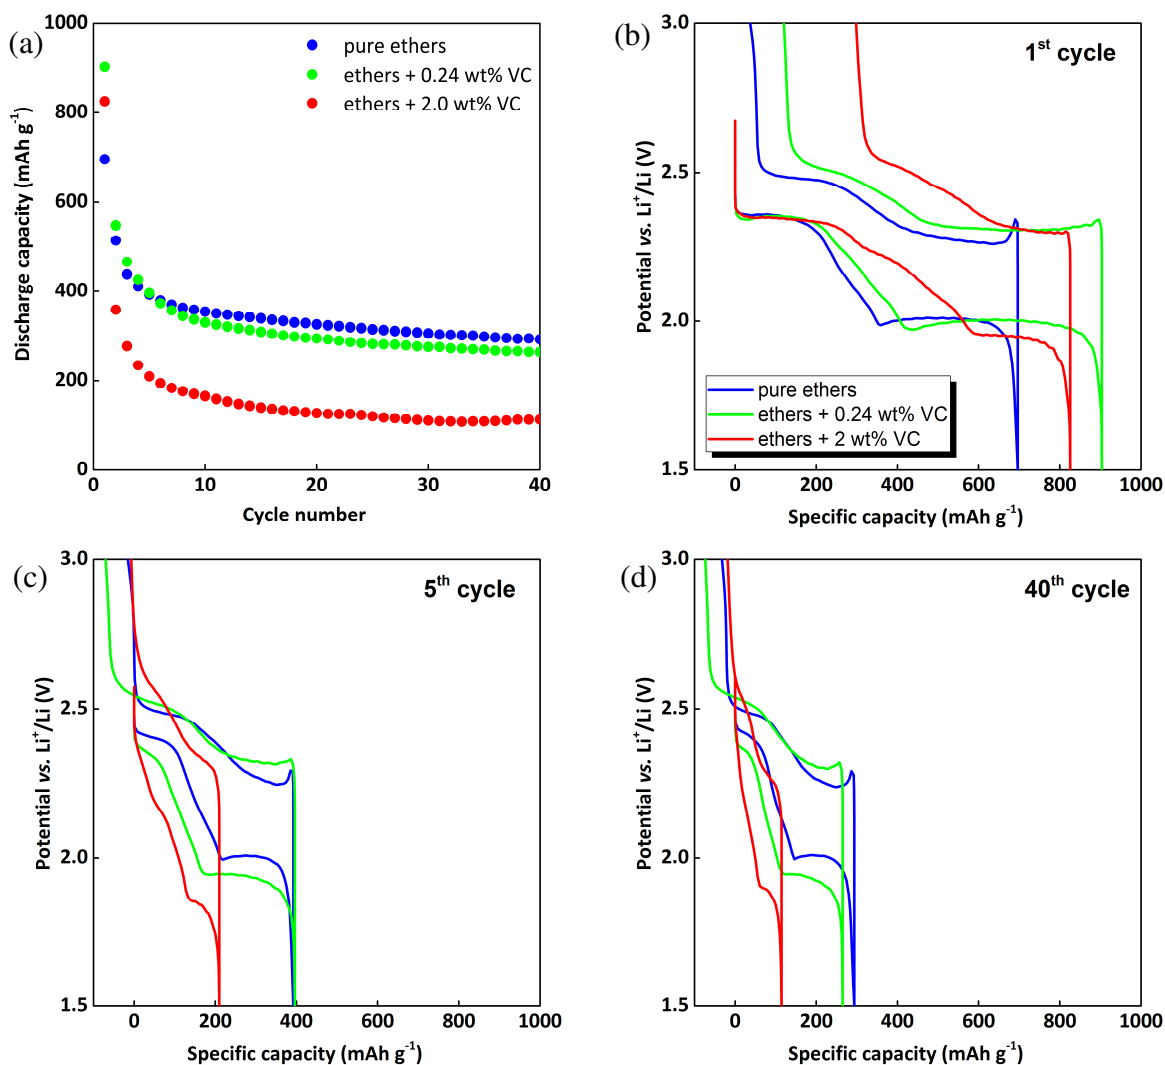 (a)
1000
800
600
400
200
0
Discharge capacity (mAh g⁻¹)
pure ethers
ethers + 0.24 wt% VC
ethers + 2.0 wt% VC
0 10 20 30 40
Cycle number
(b)
1ˢᵗ cycle
3.0
2.5
2.0
1.5
Potential vs. Li⁺/Li (V)
pure ethers
ethers + 0.24 wt% VC
ethers + 2 wt% VC
0 200 400 600 800 1000
Specific capacity (mAh g⁻¹)
(c)
5ᵗʰ cycle
3.0
2.5
2.0
1.5
Potential vs. Li⁺/Li (V)
0 200 400 600 800 1000
Specific capacity (mAh g⁻¹)
(d)
40ᵗʰ cycle
3.0
2.5
2.0
1.5
Potential vs. Li⁺/Li (V)
0 200 400 600 800 1000
Specific capacity (mAh g⁻¹)